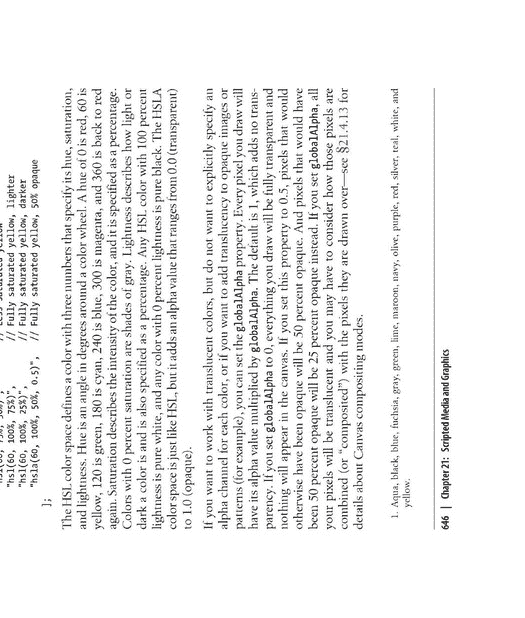 "hsl(60, 100%, 75%)", // Fully saturated yellow, lighter
"hsl(60, 100%, 25%)", // Fully saturated yellow, darker
"hsla(60, 100%, 50%, 0.5)", // Fully saturated yellow, 50% opaque
];
The HSL color space defines a color with three numbers that specify its hue, saturation,
and lightness. Hue is an angle in degrees around a color wheel. A hue of 0 is red, 60 is
yellow, 120 is green, 180 is cyan, 240 is blue, 300 is magenta, and 360 is back to red
again. Saturation describes the intensity of the color, and it is specified as a percentage.
Colors with 0 percent saturation are shades of gray. Lightness describes how light or
dark a color is and is also specified as a percentage. Any HSL color with 100 percent
lightness is pure white, and any color with 0 percent lightness is pure black. The HSLA
color space is just like HSL, but it adds an alpha value that ranges from 0.0 (transparent)
to 1.0 (opaque).
If you want to work with translucent colors, but do not want to explicitly specify an
alpha channel for each color, or if you want to add translucency to opaque images or
patterns (for example), you can set the globalAlpha property. Every pixel you draw will
have its alpha value multiplied by globalAlpha. The default is 1, which adds no trans-
parency. If you set globalAlpha to 0, everything you draw will be fully transparent and
nothing will appear in the canvas. If you set this property to 0.5, pixels that would
otherwise have been opaque will be 50 percent opaque. And pixels that would have
been 50 percent opaque will be 25 percent opaque instead. If you set globalAlpha, all
your pixels will be translucent and you may have to consider how those pixels are
combined (or “composited”) with the pixels they are drawn over—see §21.4.13 for
details about Canvas compositing modes.
1. Aqua, black, blue, fuchsia, gray, green, lime, maroon, navy, olive, purple, red, silver, teal, white, and
yellow.
646 | Chapter 21: Scripted Media and Graphics